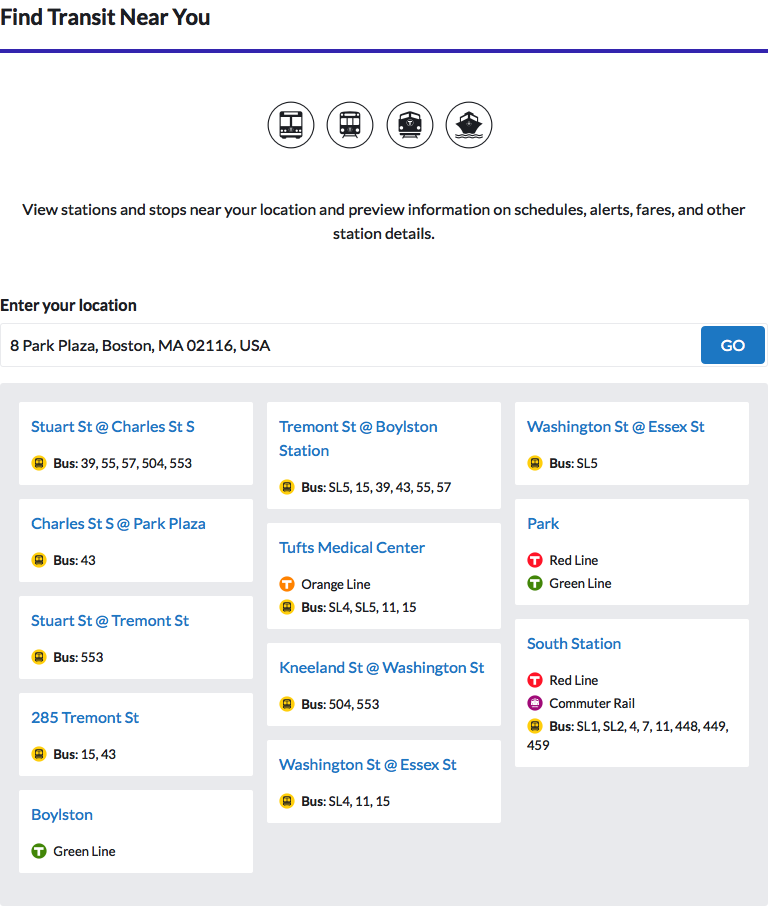 Find Transit Near You
View stations and stops near your location and preview information on schedules, alerts, fares, and other
station details.
Enter your location
8 Park Plaza, Boston, MA 02116, USA
GO
Stuart St @ Charles St S
Bus: 39, 55, 57, 504, 553
Charles St S @ Park Plaza
Bus: 43
Stuart St @ Tremont St
Bus: 553
285 Tremont St
Bus: 15, 43
Boylston
T Green Line
Tremont St @ Boylston
Station
Bus: SL5, 15, 39, 43, 55, 57
Tufts Medical Center
T Orange Line
Bus: SL4, SL5, 11, 15
Kneeland St @ Washington St
Bus: 504, 553
Washington St @ Essex St
Bus: SL4, 11, 15
Washington St @ Essex St
Bus: SL5
Park
T Red Line
T Green Line
South Station
T Red Line
Commuter Rail
Bus: SL1, SL2, 4, 7, 11, 448, 449,
459